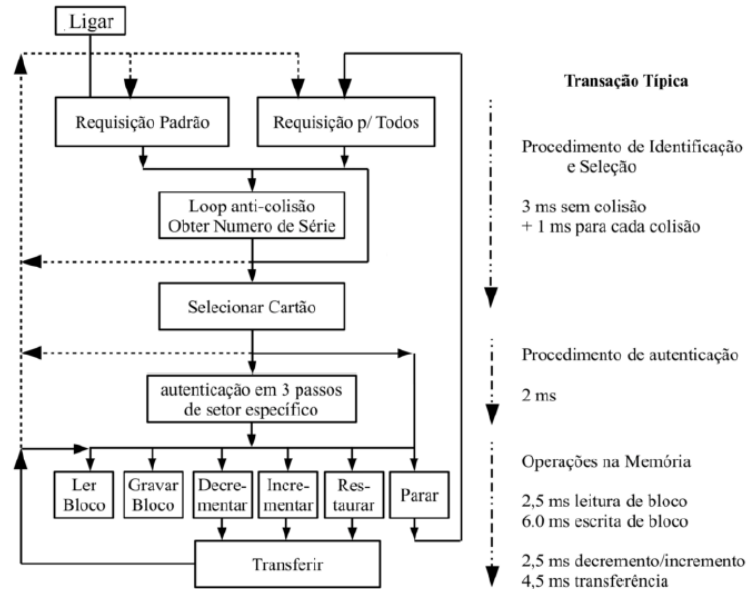 Ligar
Requisição Padrão
Requisição p/ Todos
Loop anti-colisão
Obter Numero de Série
Selecionar Cartão
autenticação em 3 passos
de setor específico
Ler
Bloco
Gravar
Bloco
Decre-
mentar
Incre-
mentar
Res-
taurar
Parar
Transferir
Transação Típica
Procedimento de Identificação
e Seleção
3 ms sem colisão
+ 1 ms para cada colisão
Procedimento de autenticação
2 ms
Operações na Memória
2,5 ms leitura de bloco
6.0 ms escrita de bloco
2,5 ms decremento/incremento
4,5 ms transferência